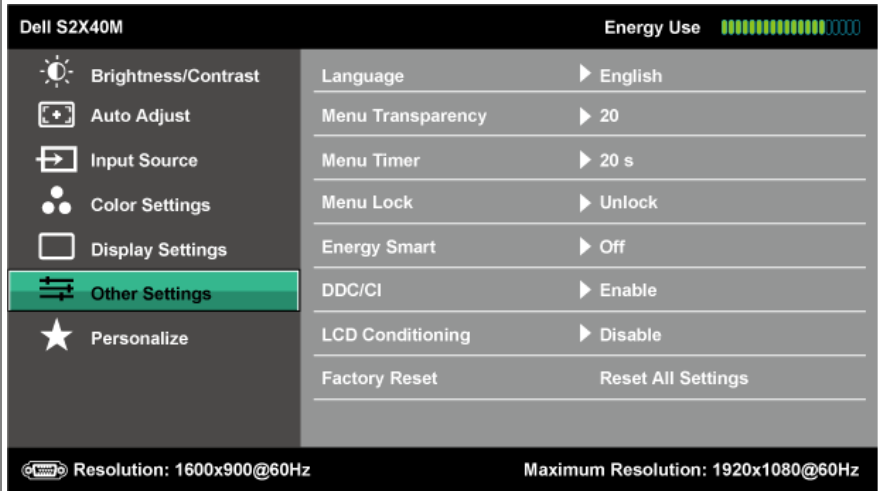 Dell S2X40M Energy Use
Brightness/Contrast Language English
Auto Adjust Menu Transparency 20
Input Source Menu Timer 20 s
Color Settings Menu Lock Unlock
Display Settings Energy Smart Off
Other Settings DDC/CI Enable
Personalize LCD Conditioning Disable
Factory Reset Reset All Settings
Resolution: 1600x900@60Hz Maximum Resolution: 1920x1080@60Hz